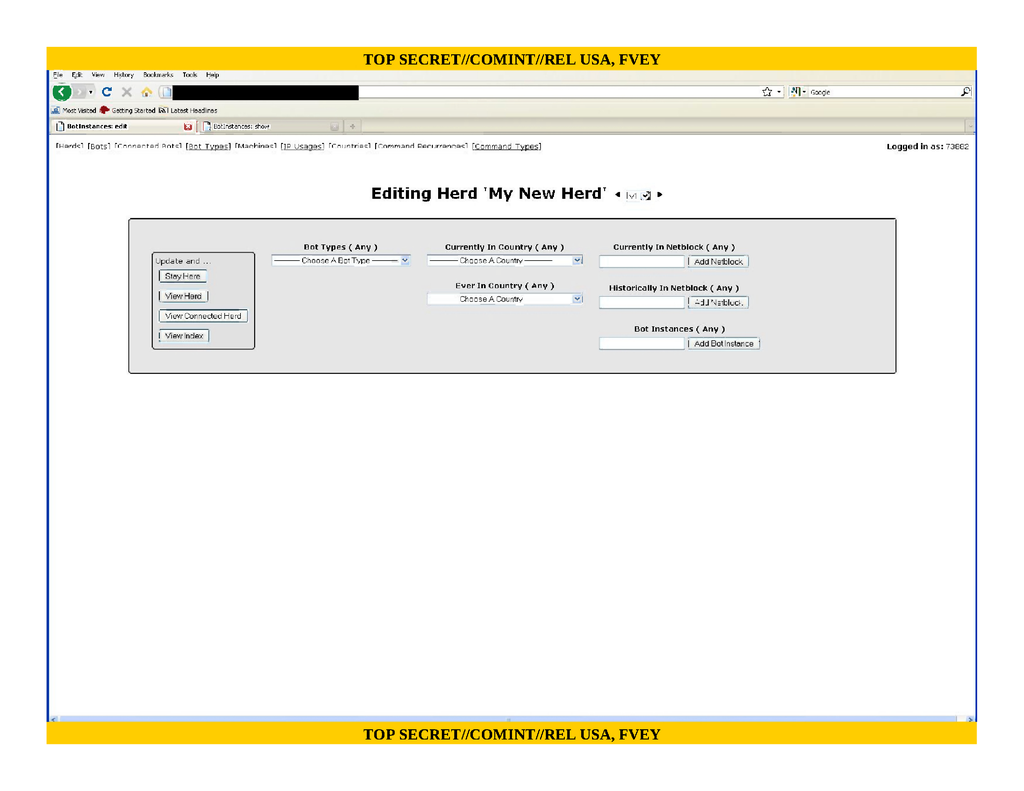 TOP SECRET//COMINT//REL USA, FVEY
File Edit View History Bookmarks Tools Help
Google
Most Visited Getting Started Latest Headlines
BotInstances: edit BotInstances: show
[Herds] [Bots] [Connected Bots] [Bot Types] [Machines] [IP Usages] [Countries] [Command Recurrences] [Command Types] Logged in as: 73882
Editing Herd 'My New Herd'
Bot Types ( Any ) Currently In Country ( Any ) Currently In Netblock ( Any )
Update and ... Choose A Bot Type Choose A Country Add Netblock
Stay Here
Ever In Country ( Any ) Historically In Netblock ( Any )
View Herd Choose A Country Add Netblock
View Connected Herd
Bot Instances ( Any )
View Index Add BotInstance
TOP SECRET//COMINT//REL USA, FVEY